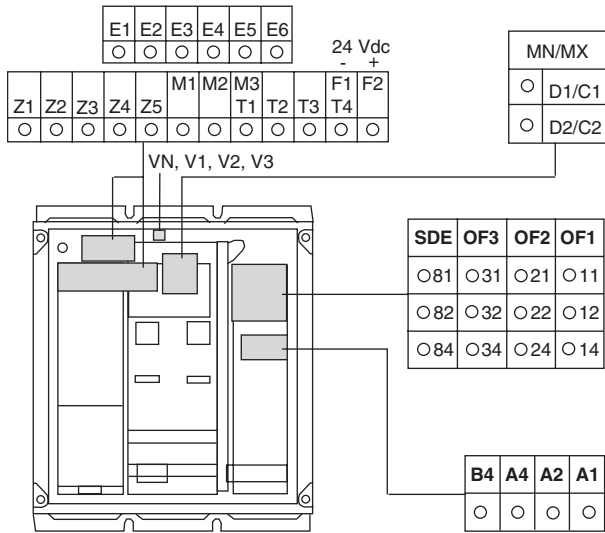 E1 E2 E3 E4 E5 E6
24 Vdc
- +
M1 M2 M3 F1 F2
Z1 Z2 Z3 Z4 Z5 T1 T2 T3 T4
VN, V1, V2, V3
MN/MX
D1/C1
D2/C2
SDE OF3 OF2 OF1
81 31 21 11
82 32 22 12
84 34 24 14
B4 A4 A2 A1